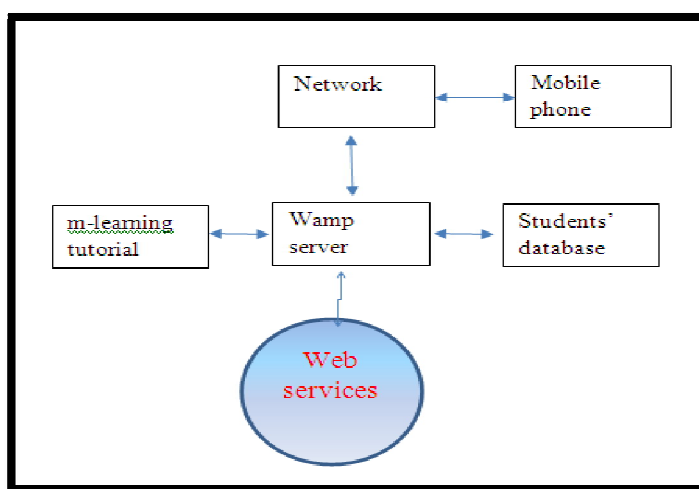 Network
Mobile
phone
m-learning
tutorial
Wamp
server
Students’
database
Web
services